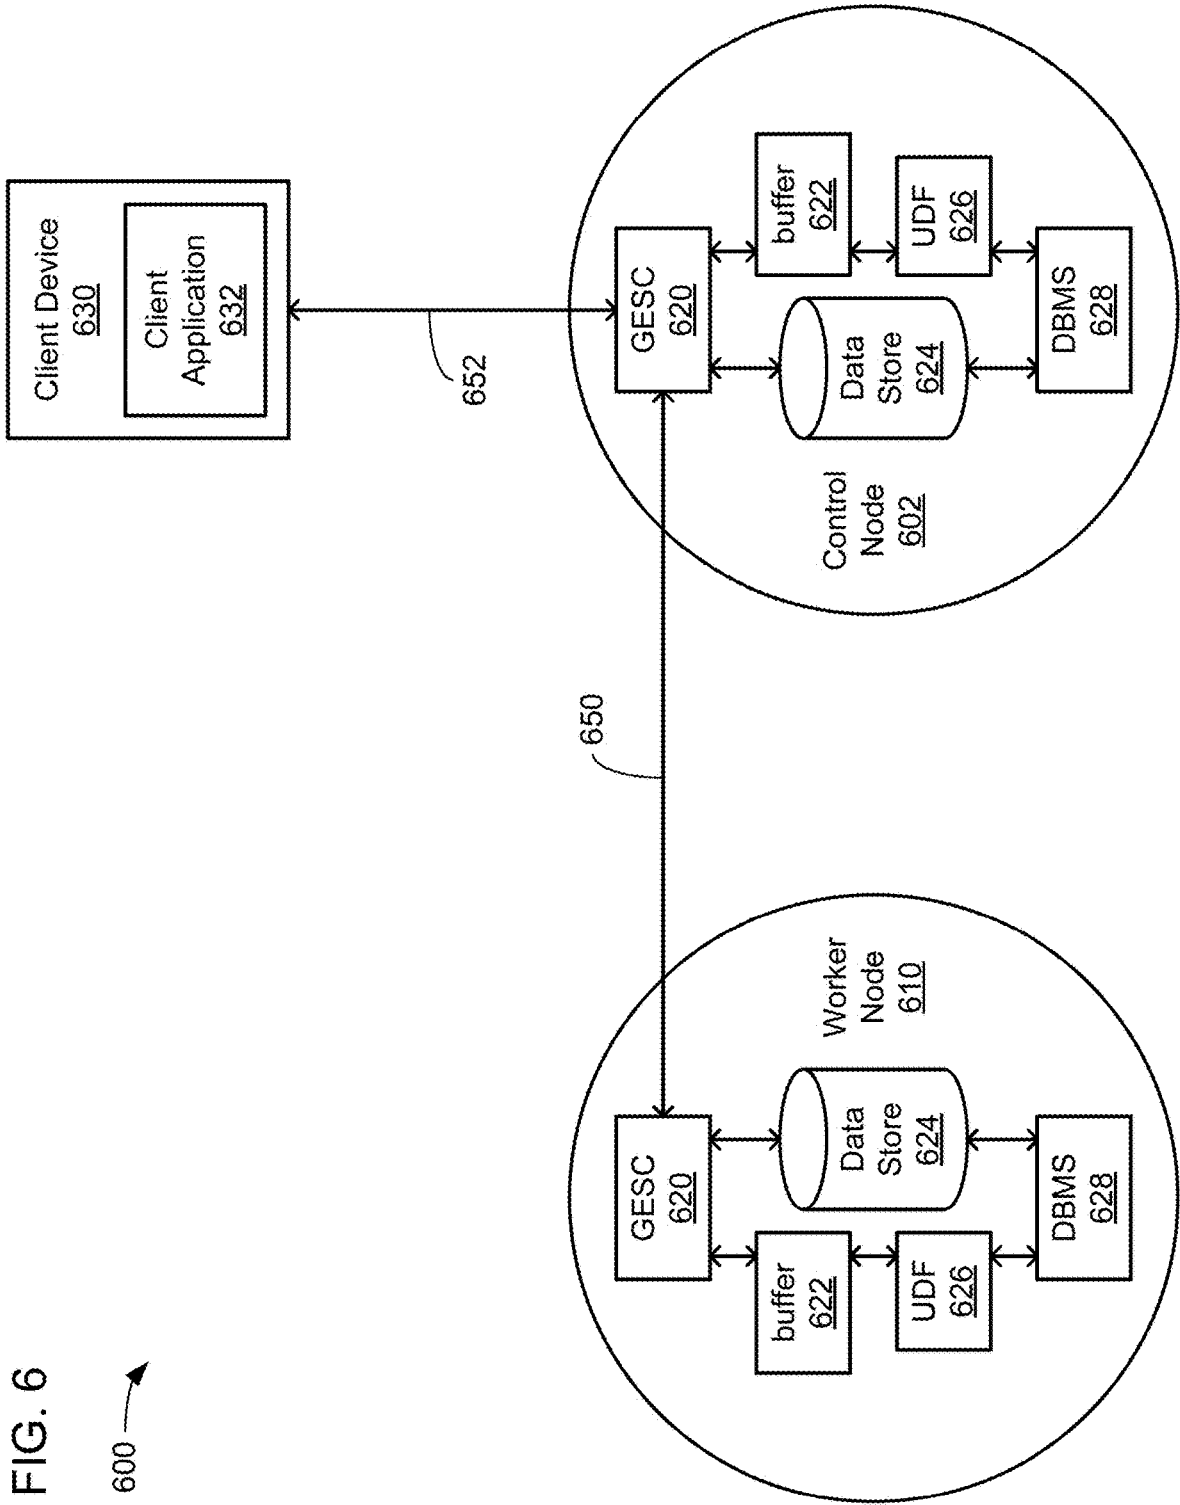 FIG. 6
600
Client Device
630
Client
Application
632
652
650
GESC
620
buffer
622
Data
Store
624
UDF
626
DBMS
628
Worker
Node
610
GESC
620
Data
Store
624
buffer
622
UDF
626
DBMS
628
Control
Node
602